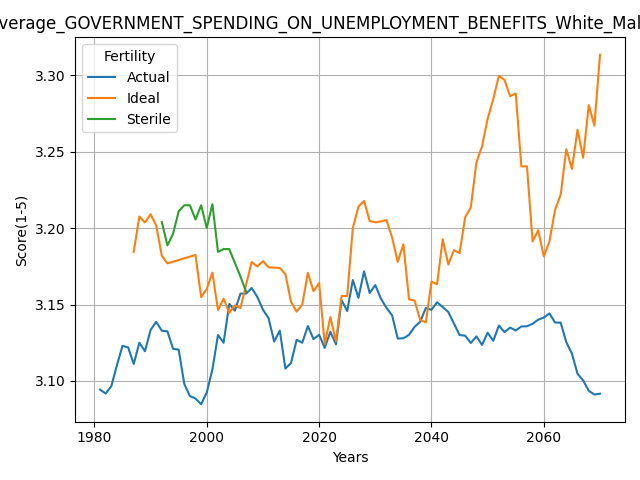 verage_GOVERNMENT_SPENDING_ON_UNEMPLOYMENT_BENEFITS_White_Mal
Fertility
Actual
Ideal
Sterile
Score(1-5)
3.30
3.25
3.20
3.15
3.10
1980 2000 2020 2040 2060
Years